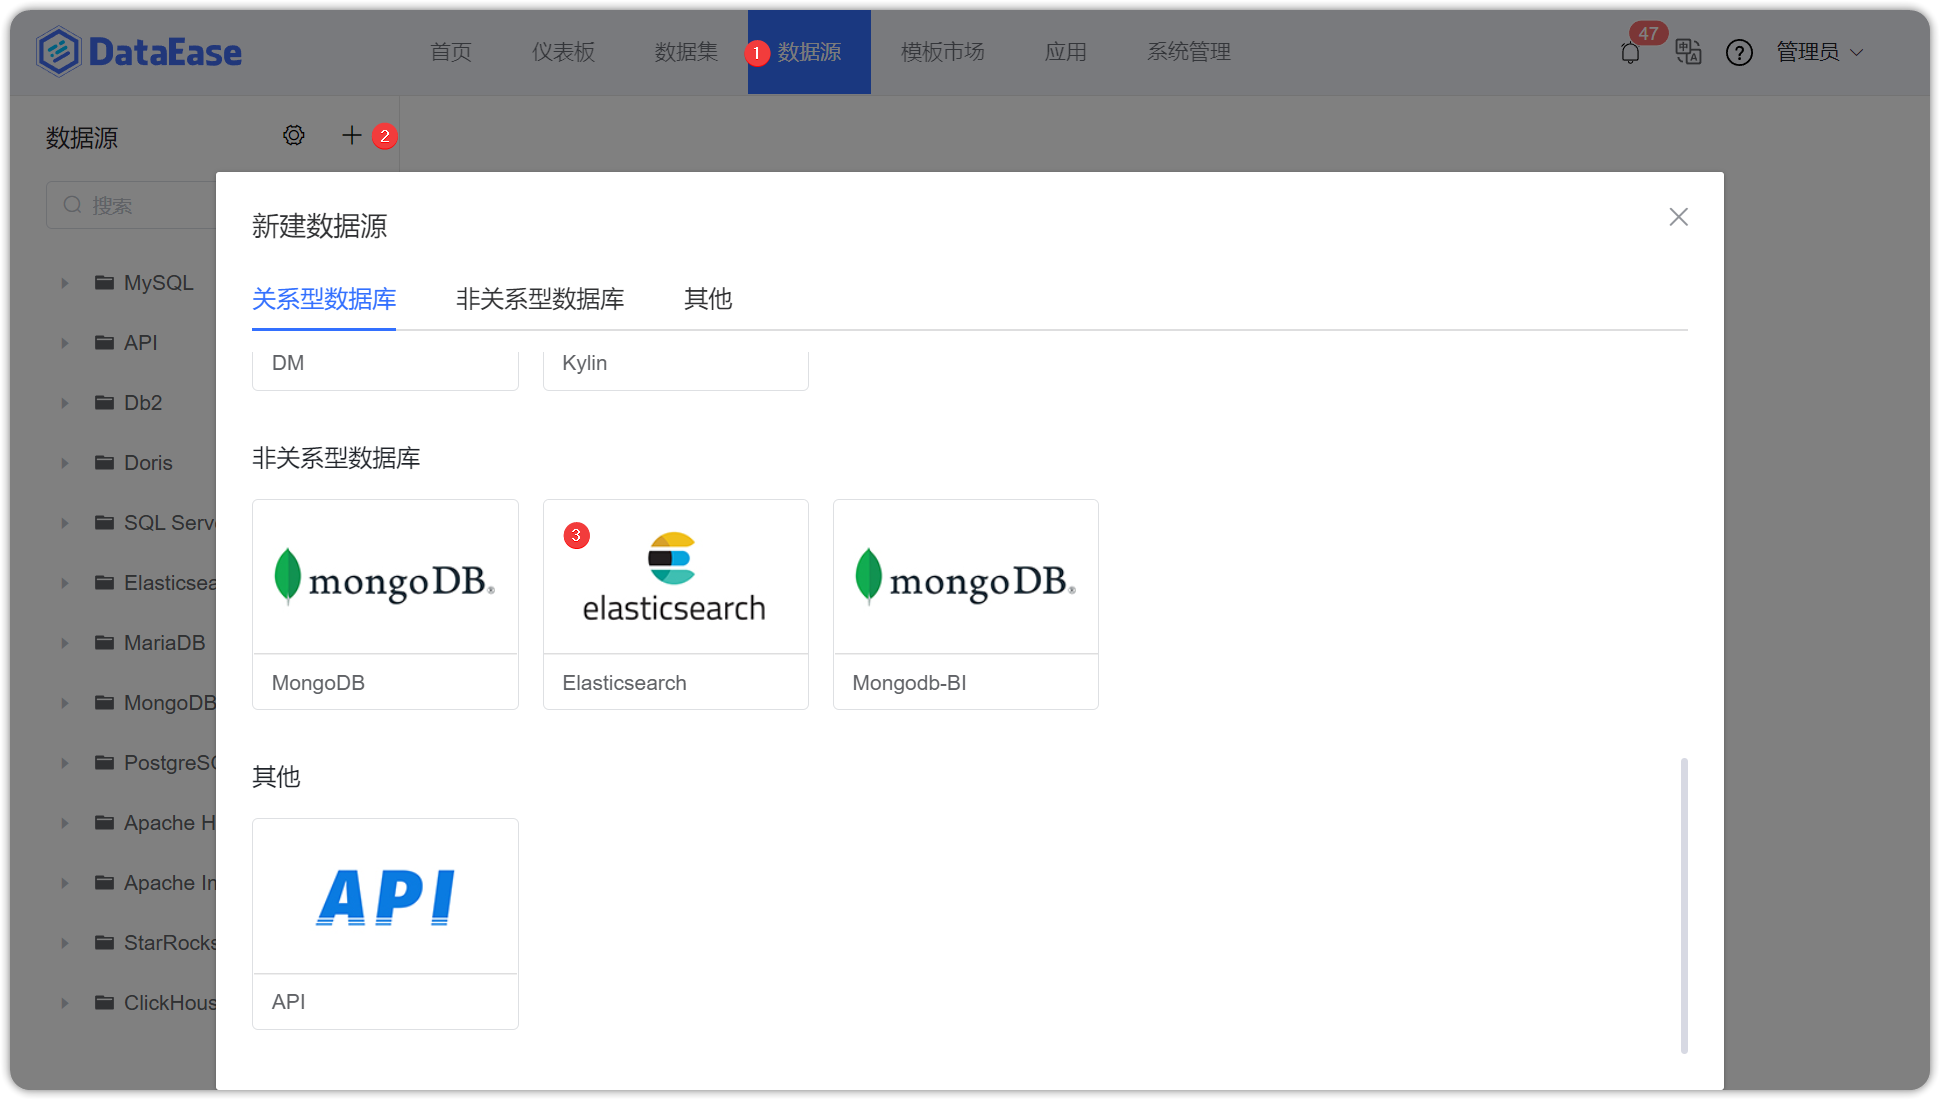 DataEase
首页 仪表板 数据集 1 数据源 模板市场 应用 系统管理 47 管理员
数据源 2
搜索
MySQL
API
Db2
Doris
SQL Serv
Elasticsea
MariaDB
MongoDB
PostgreSQ
Apache H
Apache Im
StarRocks
ClickHous
新建数据源
关系型数据库 非关系型数据库 其他
DM Kylin
非关系型数据库
mongoDB® 3 elasticsearch mongoDB®
MongoDB Elasticsearch Mongodb-BI
其他
API
API